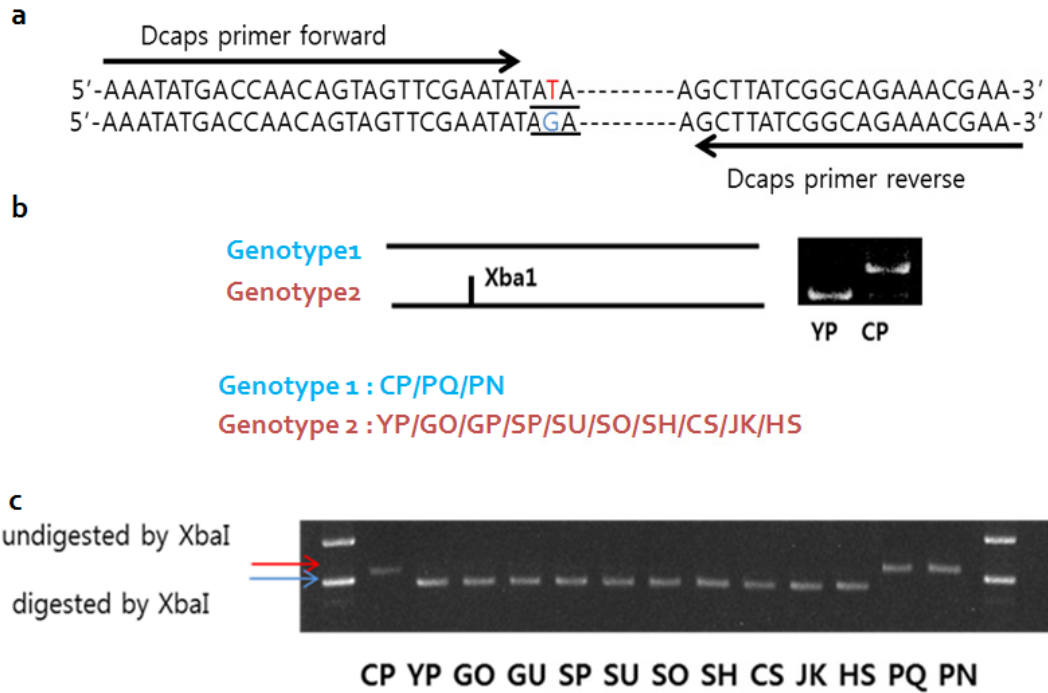 a
Dcaps primer forward
5′-AAATATGACCAACAGTAGTTCGAATATATA---------AGCTTATCGGCAGAAACGAA-3′
5′-AAATATGACCAACAGTAGTTCGAATATAGA---------AGCTTATCGGCAGAAACGAA-3′
Dcaps primer reverse
b
Genotype1
Genotype2
Xba1
YP CP
Genotype 1 : CP/PQ/PN
Genotype 2 : YP/GO/GP/SP/SU/SO/SH/CS/JK/HS
c
undigested by XbaI
digested by XbaI
CP YP GO GU SP SU SO SH CS JK HS PQ PN